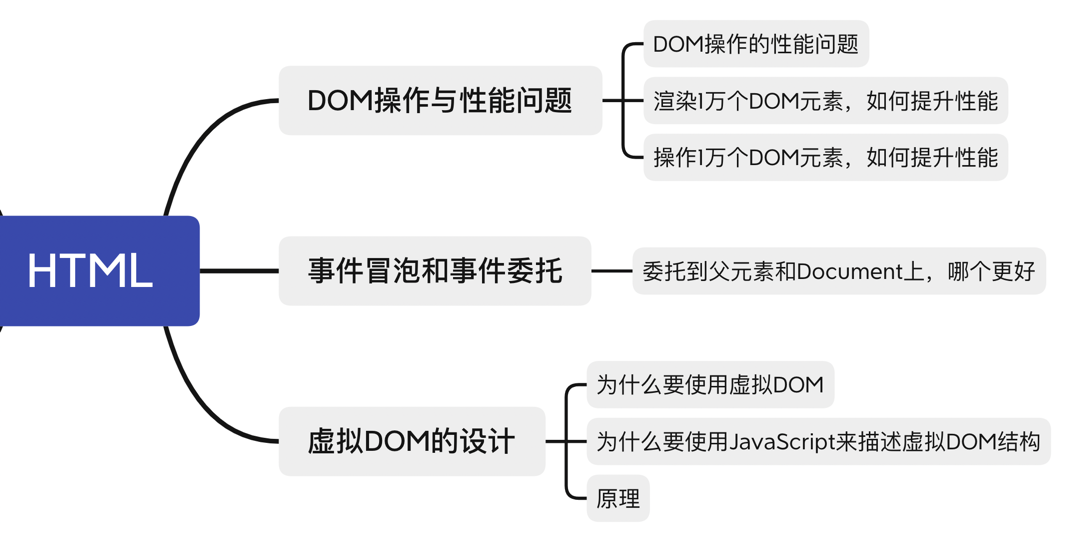 HTML
DOM操作与性能问题
DOM操作的性能问题
渲染1万个DOM元素，如何提升性能
操作1万个DOM元素，如何提升性能
事件冒泡和事件委托
委托到父元素和Document上，哪个更好
虚拟DOM的设计
为什么要使用虚拟DOM
为什么要使用JavaScript来描述虚拟DOM结构
原理